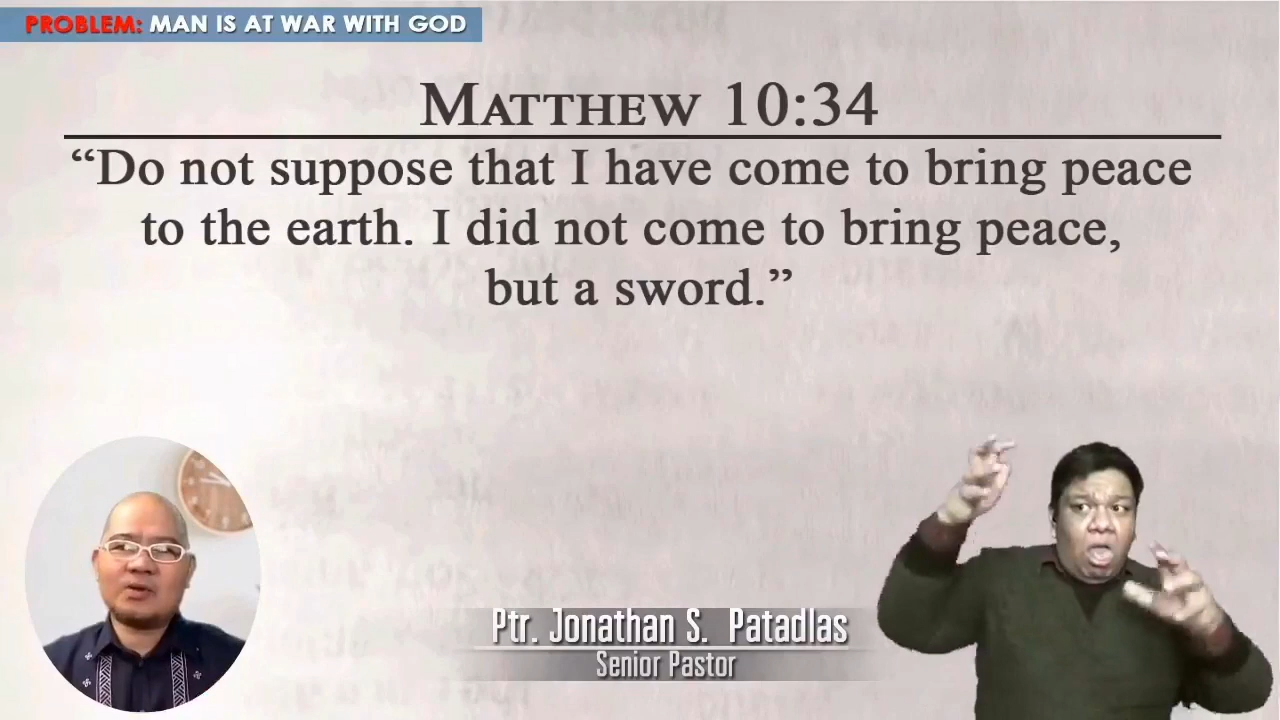 PROBLEM: MAN IS AT WAR WITH GOD
MATTHEW 10:34
“Do not suppose that I have come to bring peace
to the earth. I did not come to bring peace,
but a sword.”
Ptr. Jonathan S. Patadlas
Senior Pastor